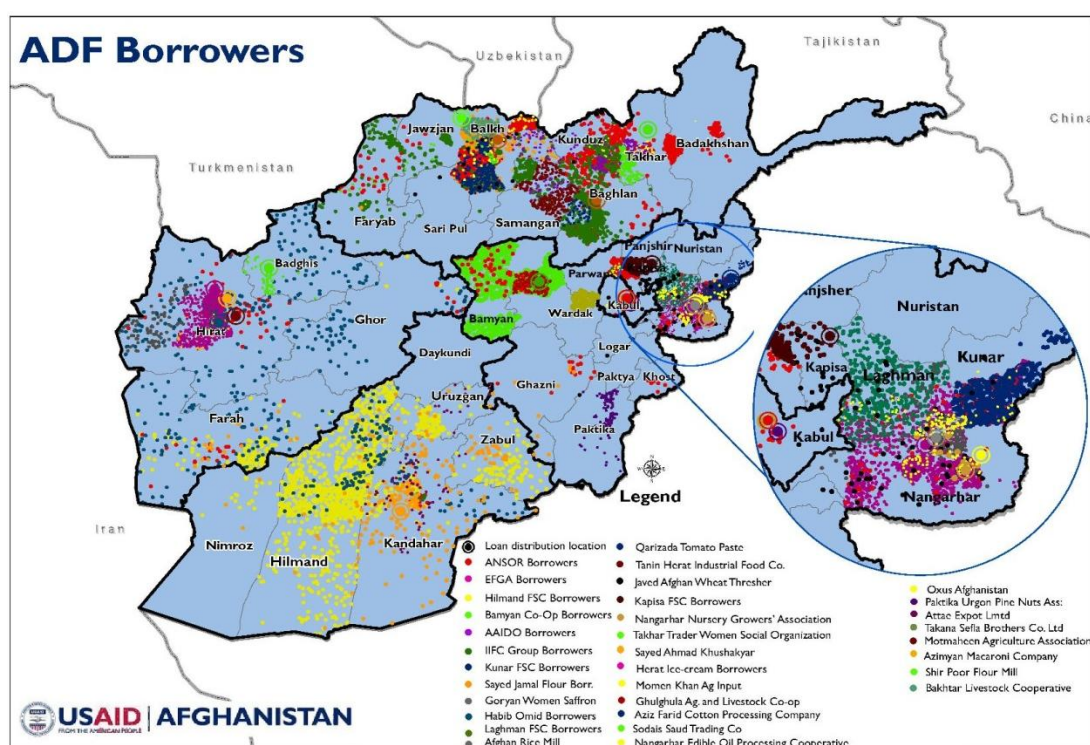 ADF Borrowers
Uzbekistan
Tajikistan
China
Turkmenistan
Iran
Jawzjan
Balkh
Kunduz
Takhar
Badakhshan
Baghlan
Samangan
Sari Pul
Faryab
Badghis
Hirat
Ghor
Bamyan
Parwan
Panjshir
Nuristan
Kabul
Wardak
Logar
Daykundi
Ghazni
Paktya
Khost
Uruzgan
Paktika
Zabul
Farah
Nimroz
Hilmand
Kandahar
anjsher
Nuristan
Kunar
Kapisa
Laghman
Kabul
Nangarhar
Legend
Loan distribution location
ANSOR Borrowers
EFGA Borrowers
Hilmand FSC Borrowers
Bamyan Co-Op Borrowers
AAIDO Borrowers
IIFC Group Borrowers
Kunar FSC Borrowers
Sayed Jamal Flour Borr.
Goryan Women Saffron
Habib Omid Borrowers
Laghman FSC Borrowers
Afghan Rice Mill
Qarizada Tomato Paste
Tanin Herat Industrial Food Co.
Javed Afghan Wheat Thresher
Kapisa FSC Borrowers
Nangarhar Nursery Growers' Association
Takhar Trader Women Social Organization
Sayed Ahmad Khushakyar
Herat Ice-cream Borrowers
Momen Khan Ag Input
Ghulghula Ag. and Livestock Co-op
Aziz Farid Cotton Processing Company
Sodais Saud Trading Co
Nangarhar Edible Oil Processing Cooperative
Oxus Afghanistan
Paktika Urgon Pine Nuts Ass:
Attae Expot Lmtd
Takana Sefla Brothers Co. Ltd
Motmaheen Agriculture Association
Azimyan Macaroni Company
Shir Poor Flour Mill
Bakhtar Livestock Cooperative
USAID AFGHANISTAN
FROM THE AMERICAN PEOPLE